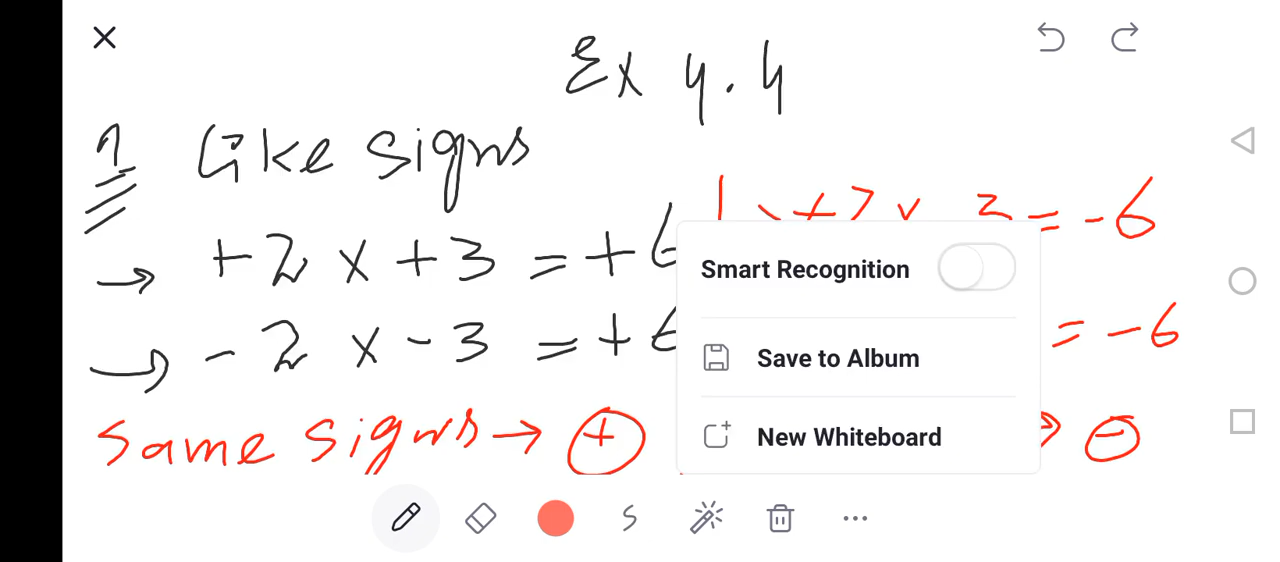 Ex 4.4
1 Like Signs
→ +2 x +3 = +6
= -6
→ -2 x -3 = +6
= -6
Same Signs → +
→ -
Smart Recognition
Save to Album
New Whiteboard